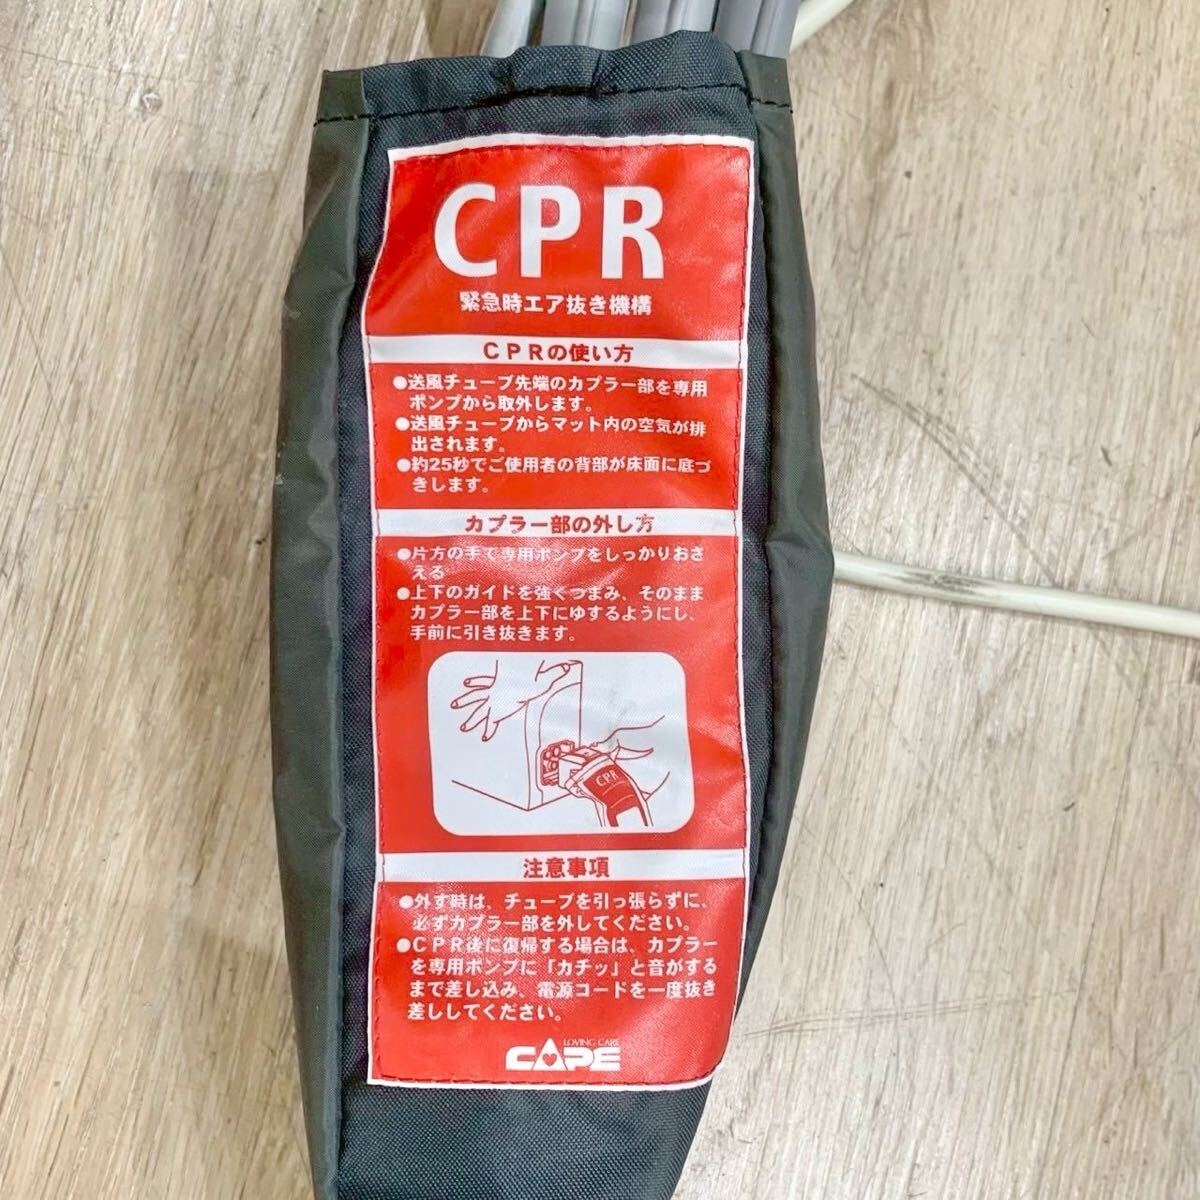 CPR
緊急時エア抜き機構
CPRの使い方
●送風チューブ先端のカプラー部を専用
ポンプから取外します。
●送風チューブからマット内の空気が排
出されます。
●約25秒でご使用者の背部が床面に底づ
きします。
カプラー部の外し方
●片方の手で専用ポンプをしっかりおさ
える
●上下のガイドを強くつまみ、そのまま
カプラー部を上下にゆするようにし、
手前に引き抜きます。
CPR
注意事項
●外す時は、チューブを引っ張らずに、
必ずカプラー部を外してください。
●CPR後に復帰する場合は、カプラー
を専用ポンプに「カチッ」と音がする
まで差し込み、電源コードを一度抜き
差ししてください。
LOVING CARE
CAPE